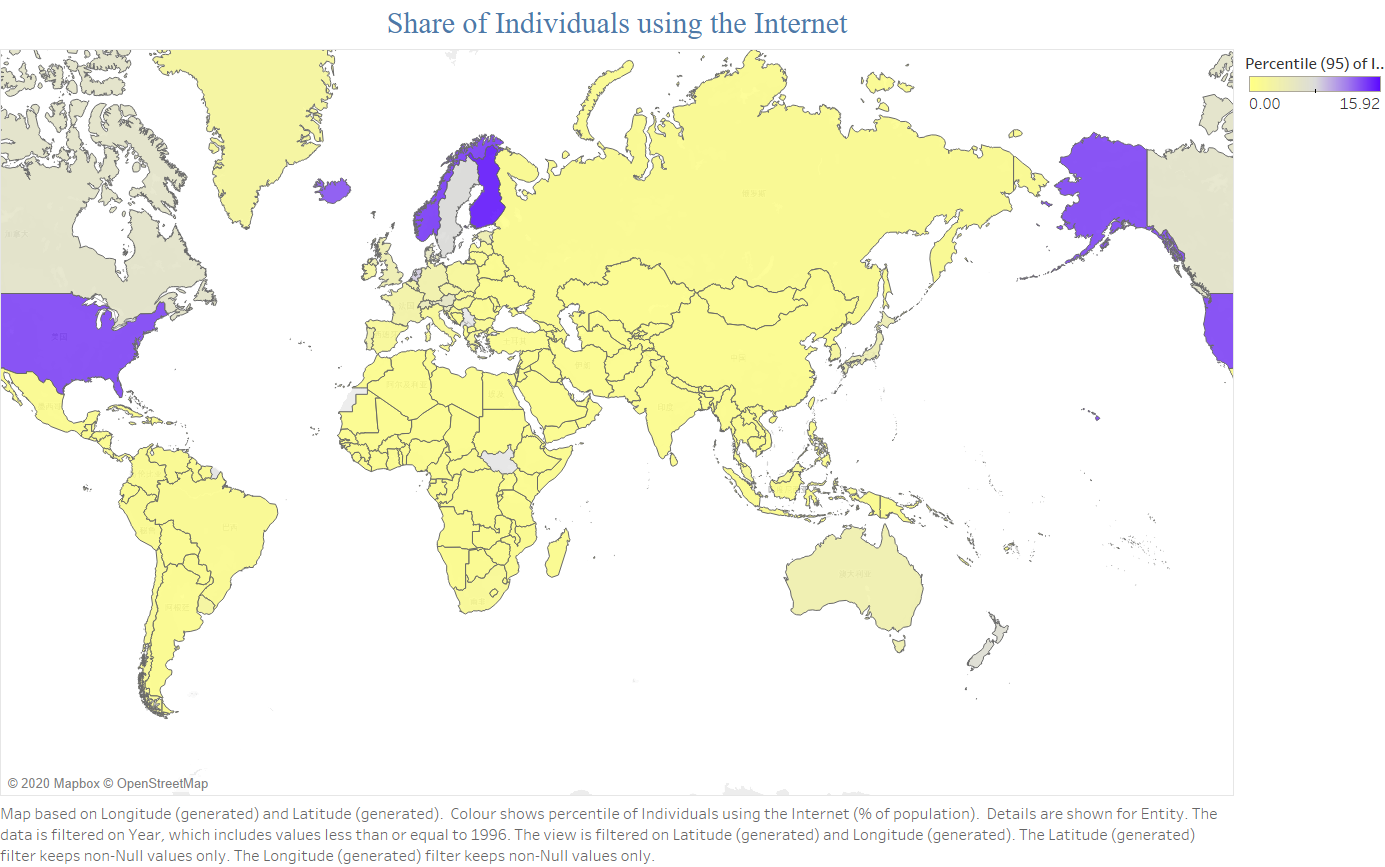 Share of Individuals using the Internet
Percentile (95) of I..
0.00
15.92
© 2020 Mapbox © OpenStreetMap
Map based on Longitude (generated) and Latitude (generated).  Colour shows percentile of Individuals using the Internet (% of population).  Details are shown for Entity. The
data is filtered on Year, which includes values less than or equal to 1996. The view is filtered on Latitude (generated) and Longitude (generated). The Latitude (generated)
filter keeps non-Null values only. The Longitude (generated) filter keeps non-Null values only.